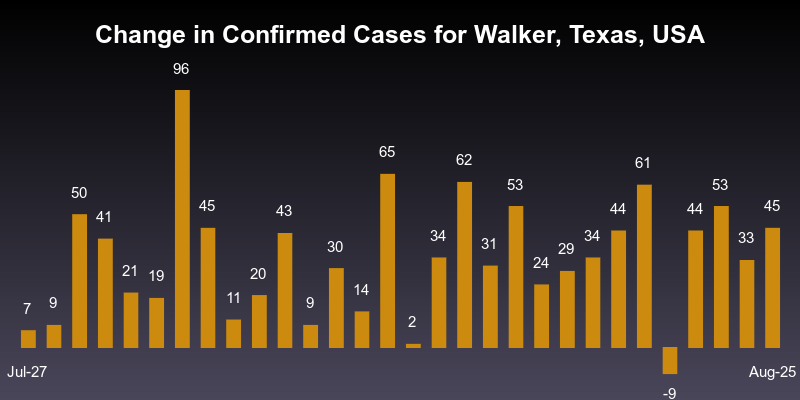 Change in Confirmed Cases for Walker, Texas, USA
7 9 50 41 21 19 96 45 11 20 43 9 30 14 65 2 34 62 31 53 24 29 34 44 61 -9 44 53 33 45
Jul-27 Aug-25